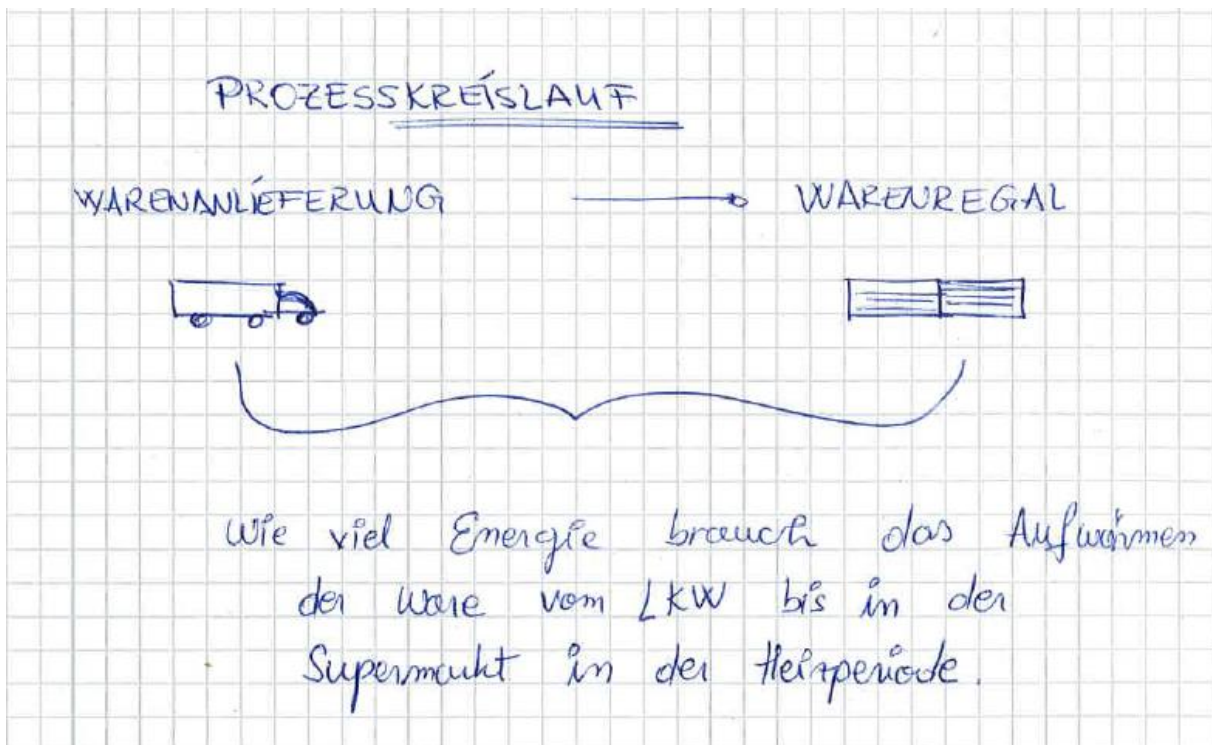 PROZESSKREISLAUF
WARENANLIEFERUNG → WARENREGAL
Wie viel Energie brauch das Aufwärmen
der Ware vom LKW bis in der
Supermarkt in der Heizperiode.